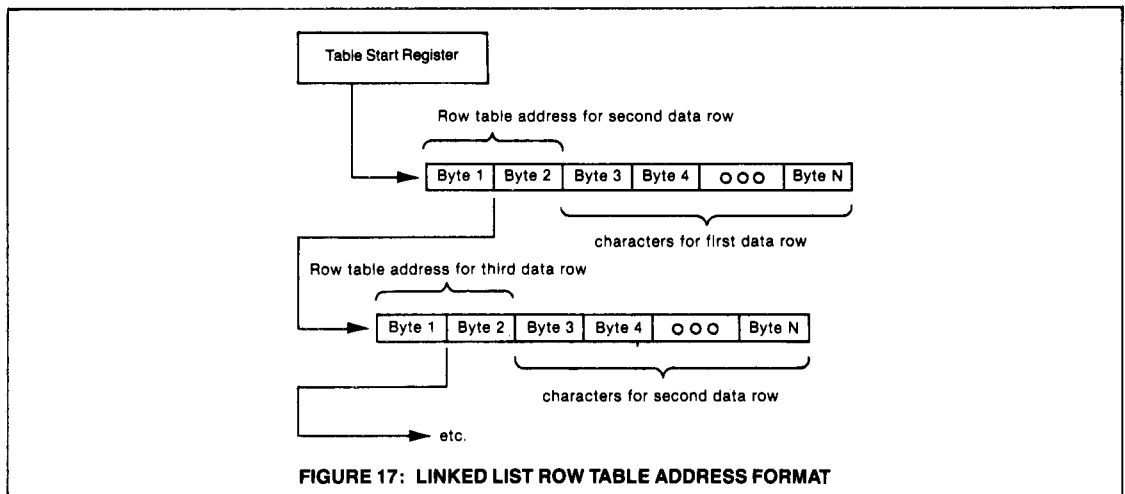 Table Start Register
Row table address for second data row
Byte 1 Byte 2 Byte 3 Byte 4 o o o Byte N
characters for first data row
Row table address for third data row
Byte 1 Byte 2 Byte 3 Byte 4 o o o Byte N
characters for second data row
etc.
FIGURE 17: LINKED LIST ROW TABLE ADDRESS FORMAT